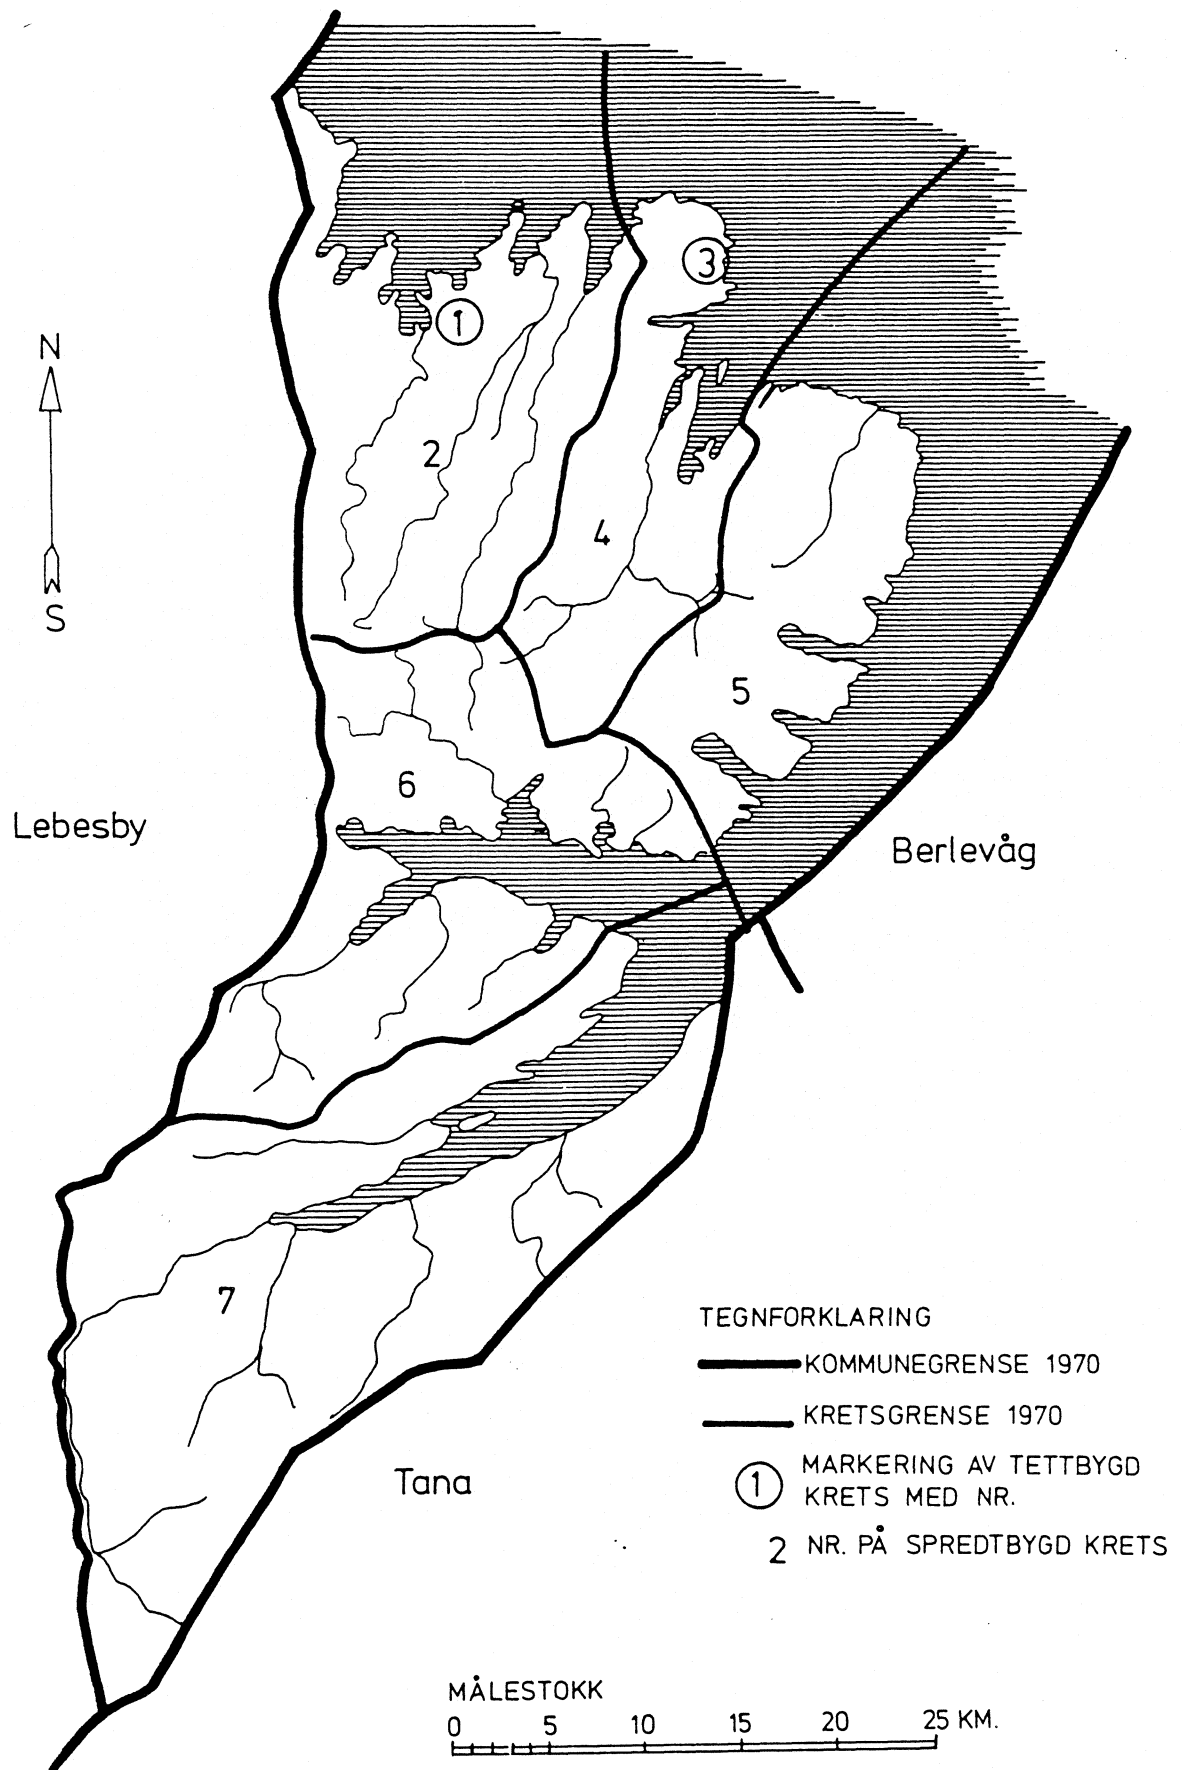 3
1
N
2
4
S
5
6
Lebesby
Berlevåg
7
TEGNFORKLARING
KOMMUNEGRENSE 1970
KRETSGRENSE 1970
1 MARKERING AV TETTBYGD
KRETS MED NR.
2 NR. PÅ SPREDTBYGD KRETS
Tana
MÅLESTOKK
0 5 10 15 20 25 KM.